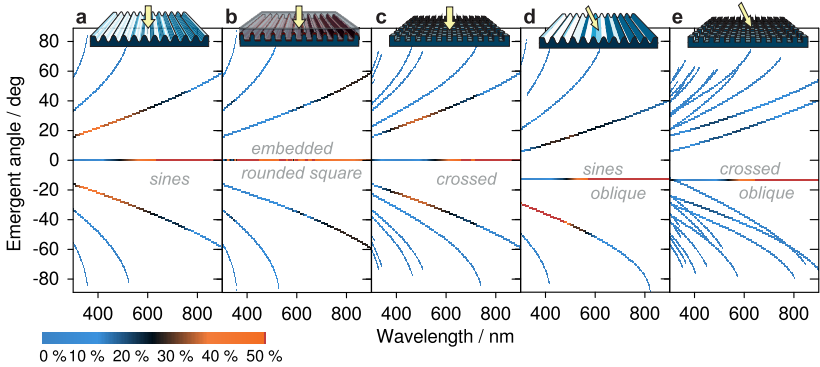 a b c d e
Emergent angle / deg
80
60
40
20
0
-20
-40
-60
-80
sines
embedded
rounded square
crossed
sines
oblique
crossed
oblique
400 600 800 400 600 800 400 600 800 400 600 800 400 600 800
Wavelength / nm
0 % 10 % 20 % 30 % 40 % 50 %